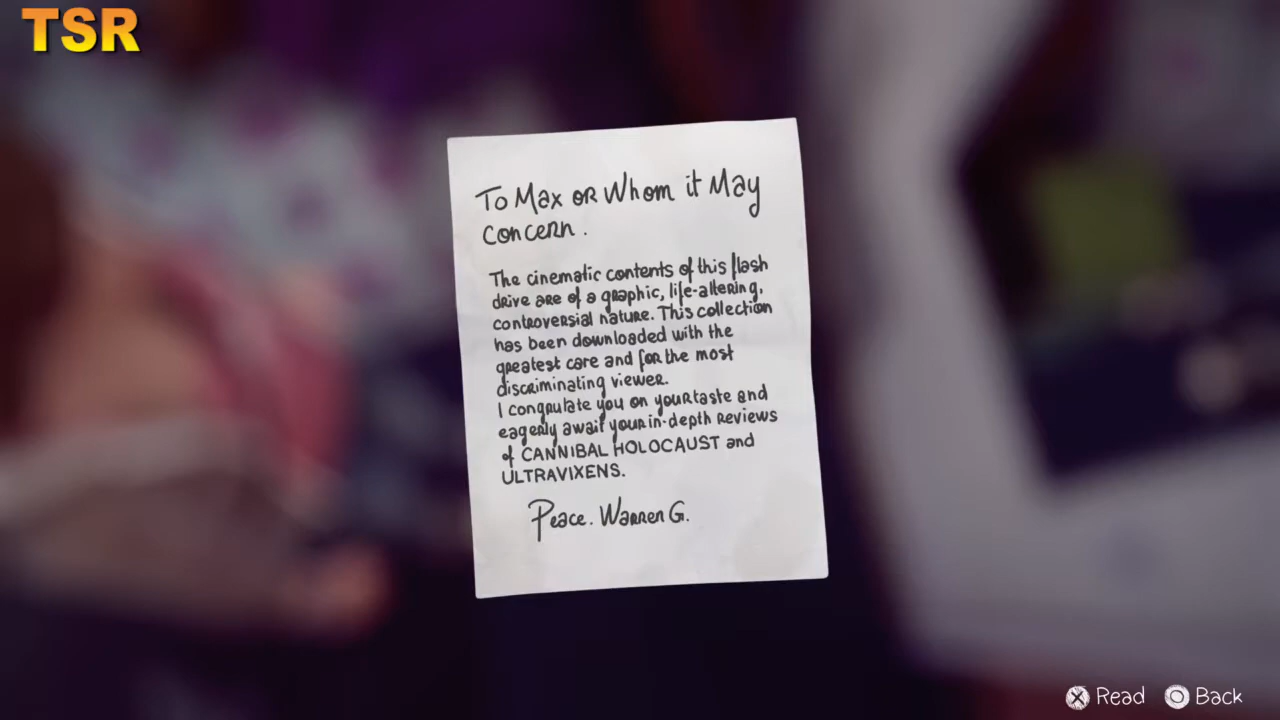 TSR
To Max or Whom it May
Concern.
The cinematic contents of this flash
drive are of a graphic, life-altering,
controversial nature. This collection
has been downloaded with the
greatest care and for the most
discriminating viewer.
I congrulate you on your taste and
eagerly await your in-depth reviews
of CANNIBAL HOLOCAUST and
ULTRAVIXENS.
Peace. Warren G.
Read Back